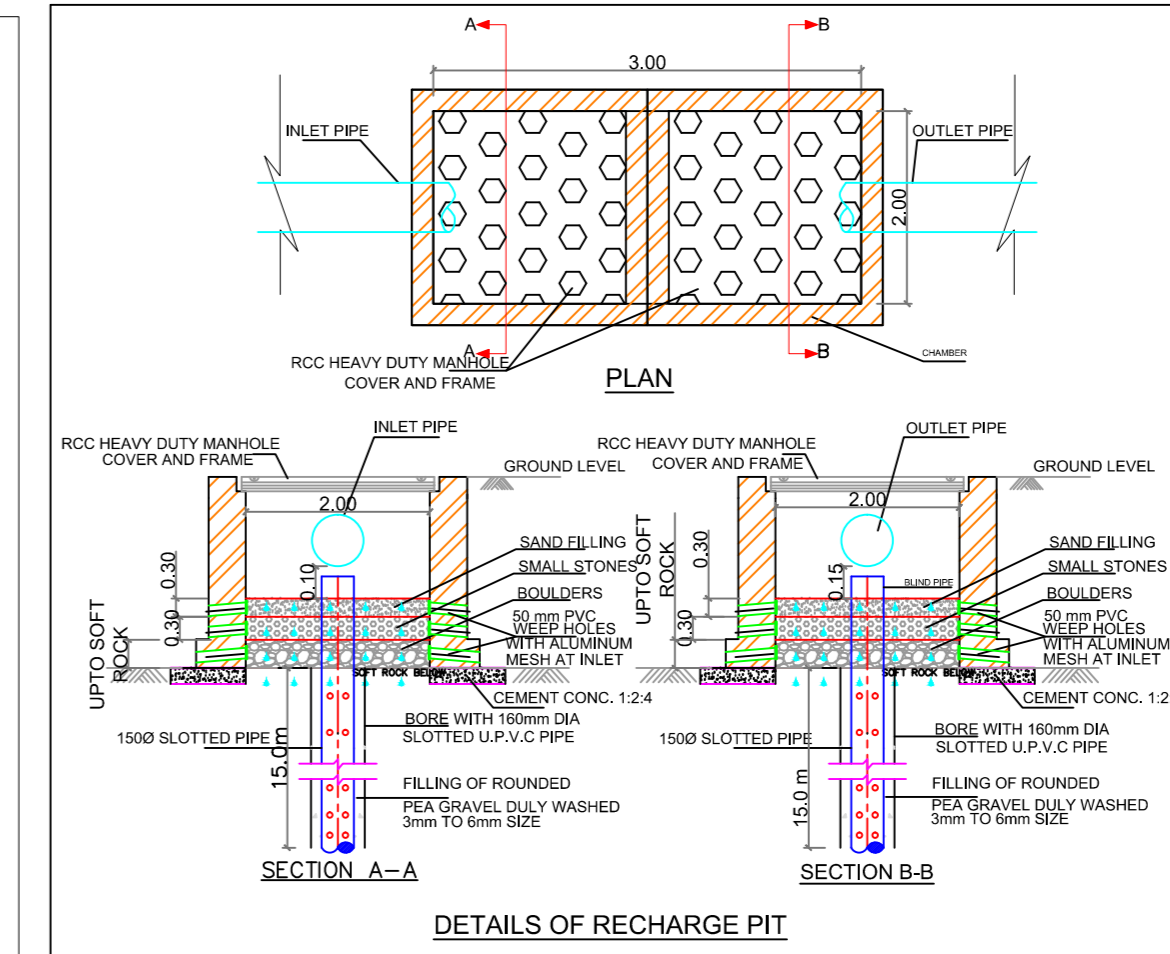 A
B
3.00
INLET PIPE
OUTLET PIPE
2.00
A
B
RCC HEAVY DUTY MANHOLE
COVER AND FRAME
CHAMBER
PLAN
INLET PIPE
RCC HEAVY DUTY MANHOLE
COVER AND FRAME
GROUND LEVEL
2.00
SAND FILLING
SMALL STONES
BOULDERS
50 mm PVC
WEEP HOLES
WITH ALUMINUM
MESH AT INLET
0.30
0.10
0.30
UPTO SOFT
ROCK
SOFT ROCK BELOW
CEMENT CONC. 1:2:4
BORE WITH 160mm DIA
SLOTTED U.P.V.C PIPE
150Ø SLOTTED PIPE
15.0m
FILLING OF ROUNDED
PEA GRAVEL DULY WASHED
3mm TO 6mm SIZE
SECTION A-A
OUTLET PIPE
RCC HEAVY DUTY MANHOLE
COVER AND FRAME
GROUND LEVEL
2.00
SAND FILLING
SMALL STONES
BLIND PIPE
BOULDERS
50 mm PVC
WEEP HOLES
WITH ALUMINUM
MESH AT INLET
UPTO SOFT
ROCK
0.30
0.15
0.30
SOFT ROCK BELOW
CEMENT CONC. 1:2
BORE WITH 160mm DIA
SLOTTED U.P.V.C PIPE
150Ø SLOTTED PIPE
15.0 m
FILLING OF ROUNDED
PEA GRAVEL DULY WASHED
3mm TO 6mm SIZE
SECTION B-B
DETAILS OF RECHARGE PIT